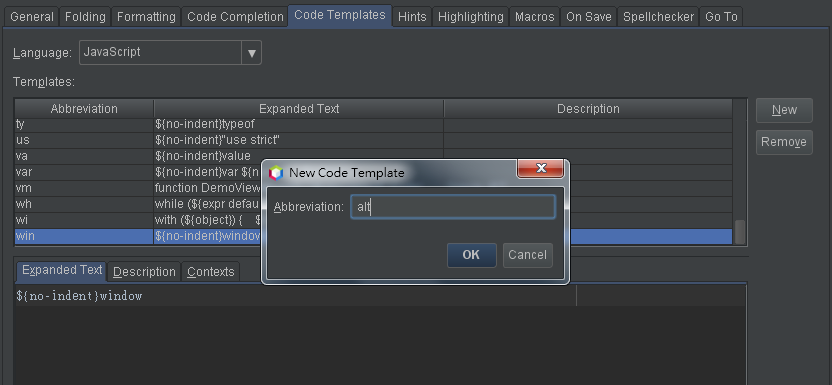 General Folding Formatting Code Completion Code Templates Hints Highlighting Macros On Save Spellchecker Go To
Language: JavaScript
Templates:
Abbreviation Expanded Text Description
New
ty ${no-indent}typeof
us ${no-indent}"use strict"
Remove
va ${no-indent}value
var ${no-indent}var ${n
vm function DemoView
wh while (${expr defau
wi with (${object}) { $
win ${no-indent}window
New Code Template
Abbreviation: alt
OK Cancel
Expanded Text Description Contexts
${no-indent}window